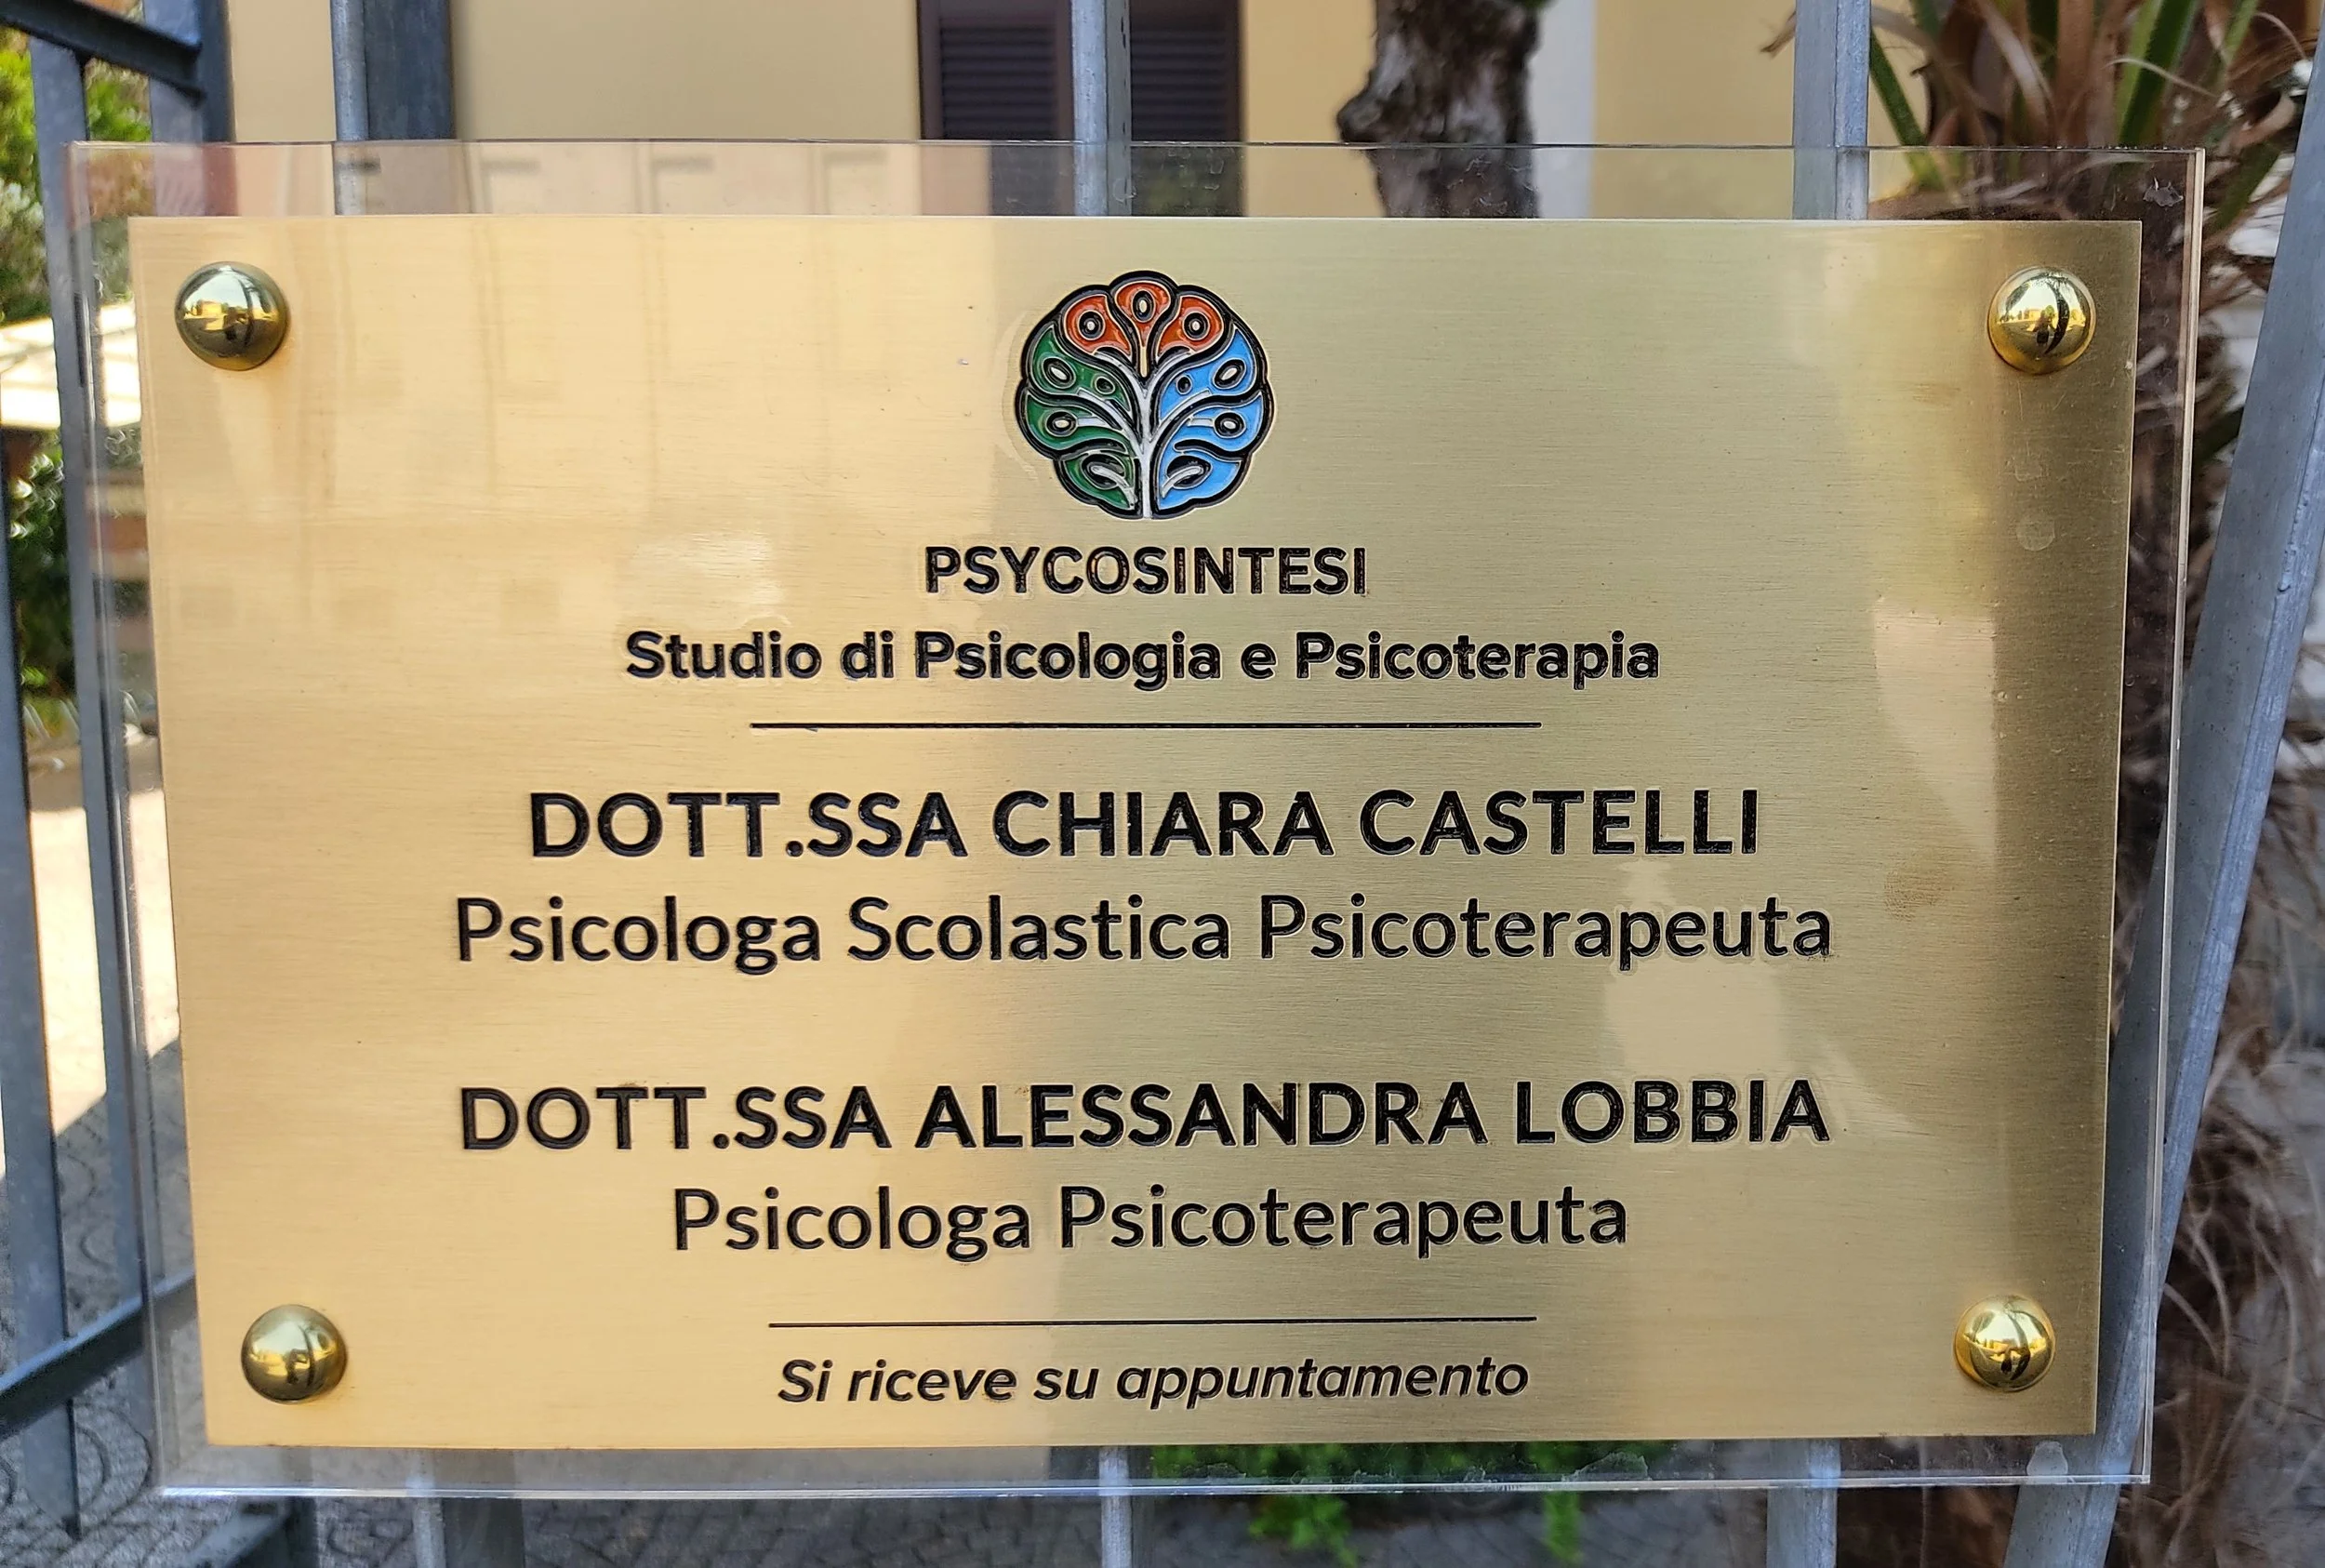 PSYCOSINTESI
Studio di Psicologia e Psicoterapia
DOTT.SSA CHIARA CASTELLI
Psicologa Scolastica Psicoterapeuta
DOTT.SSA ALESSANDRA LOBBIA
Psicologa Psicoterapeuta
Si riceve su appuntamento